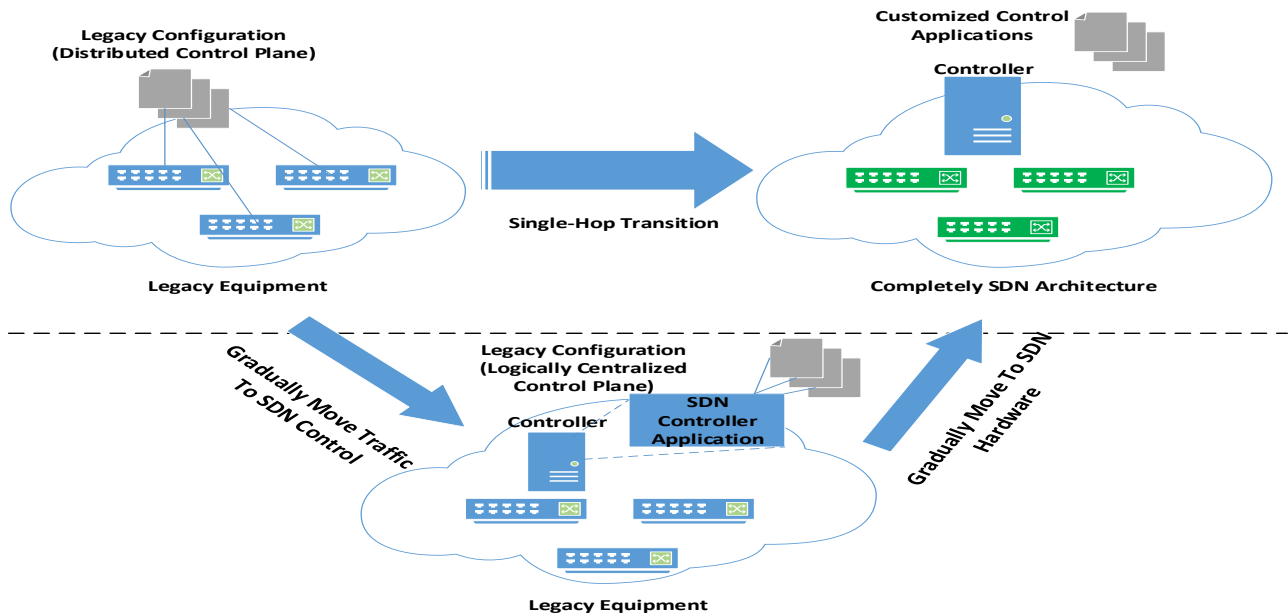 Legacy Configuration
(Distributed Control Plane)
Customized Control
Applications
Controller
Single-Hop Transition
Legacy Equipment
Completely SDN Architecture
Gradually Move Traffic
To SDN Control
Legacy Configuration
(Logically Centralized
Control Plane)
SDN
Controller
Application
Controller
Gradually Move To SDN
Hardware
Legacy Equipment